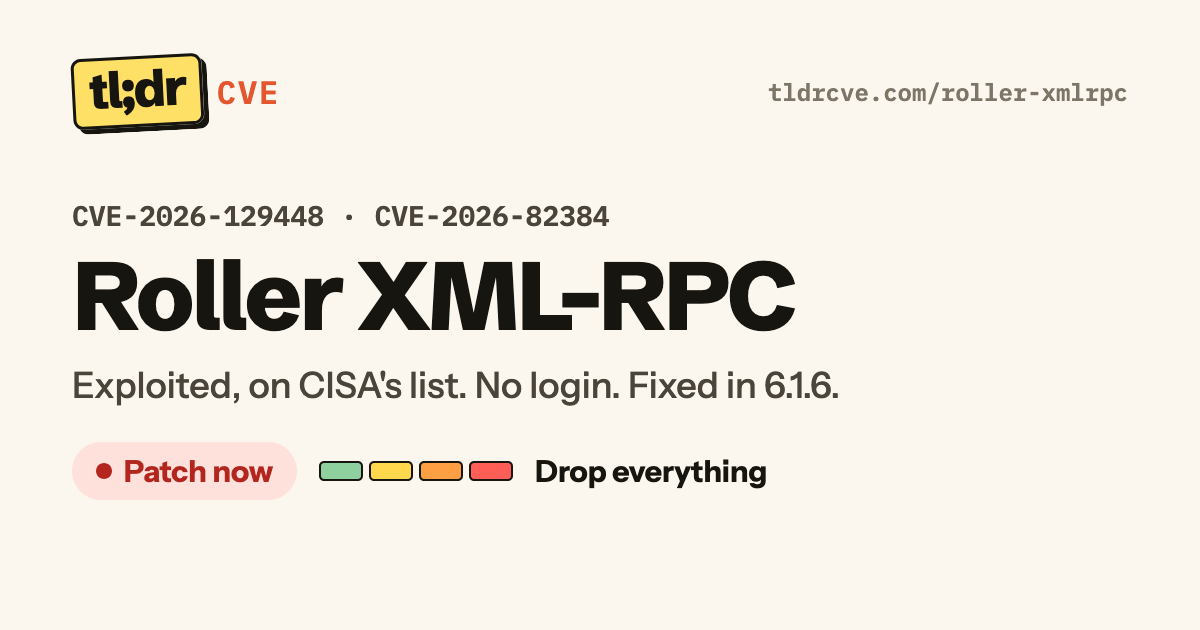 tl;dr CVE
tldrcve.com/roller-xmlrpc
CVE-2026-129448 · CVE-2026-82384
Roller XML-RPC
Exploited, on CISA's list. No login. Fixed in 6.1.6.
Patch now
Drop everything